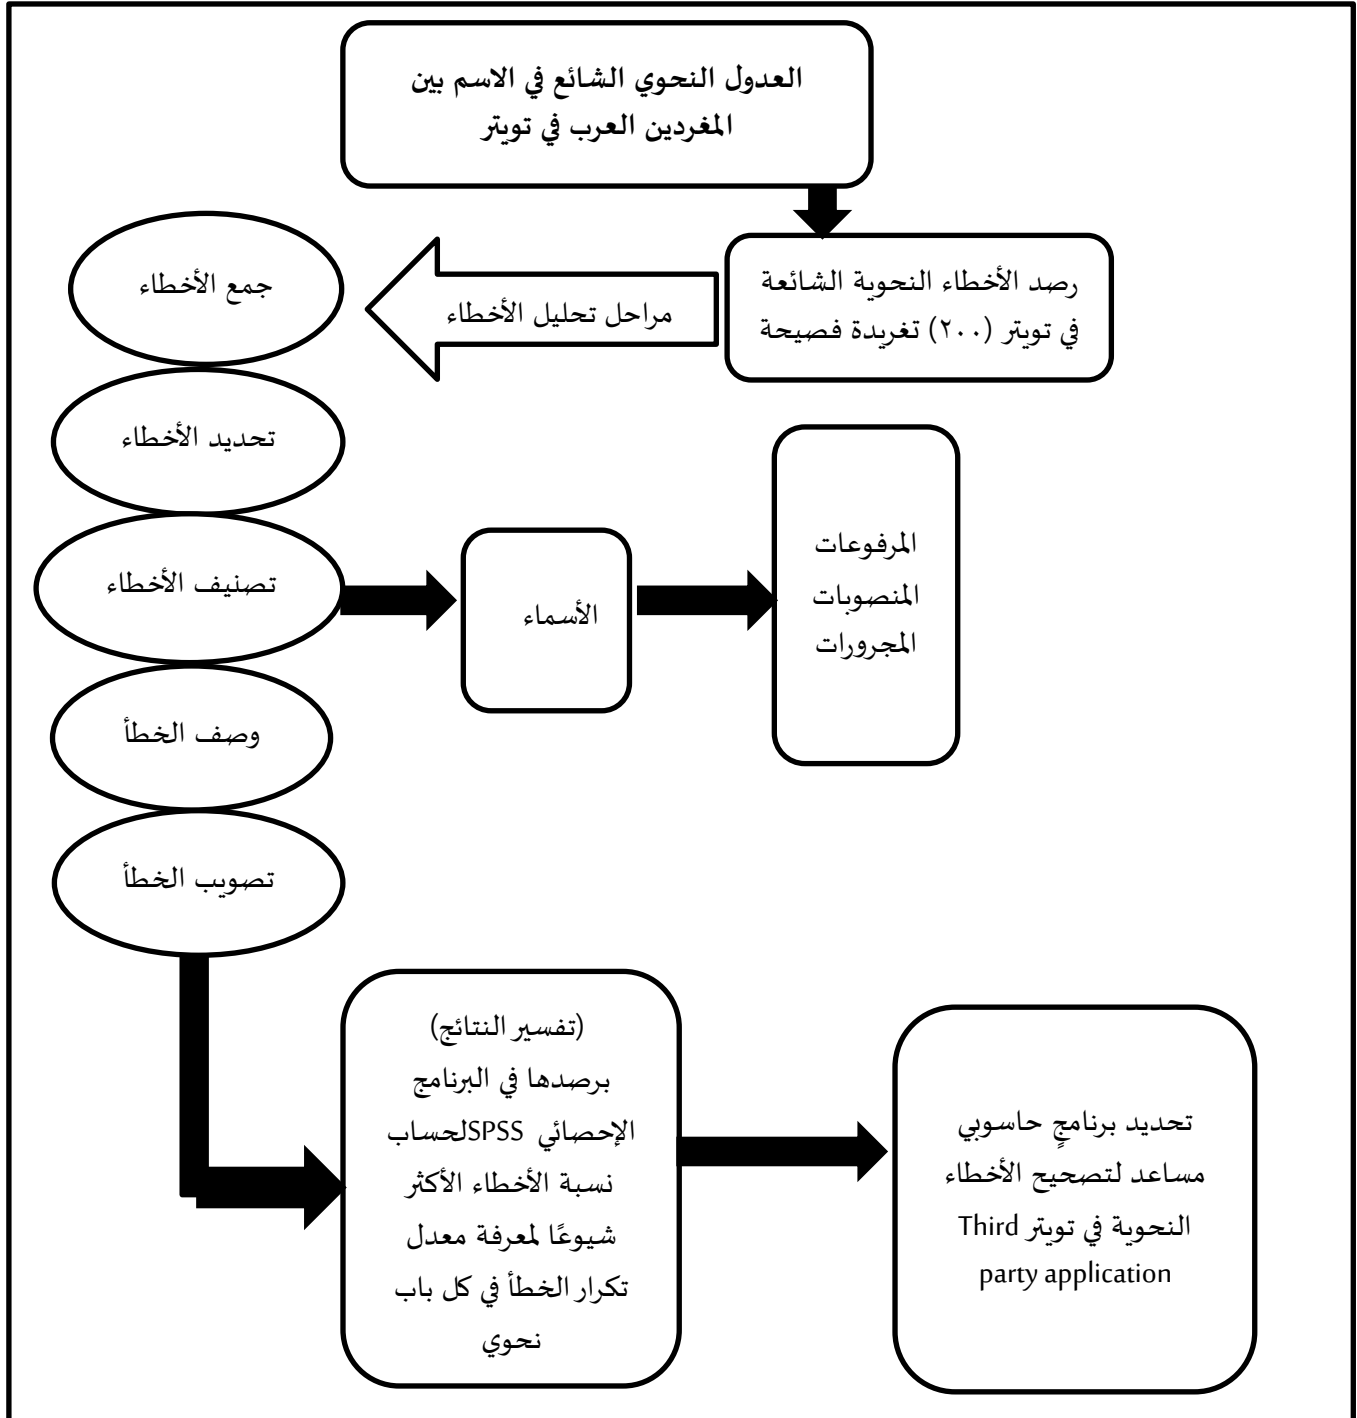 العدول النحوي الشائع في الاسم بين
المغردين العرب في تويتر
رصد الأخطاء النحوية الشائعة
في تويتر (٢٠٠) تغريدة فصيحة
مراحل تحليل الأخطاء
جمع الأخطاء
تحديد الأخطاء
تصنيف الأخطاء
الأسماء
المرفوعات
المنصوبات
المجرورات
وصف الخطأ
تصويب الخطأ
(تفسير النتائج)
برصدها في البرنامج
الإحصائي SPSSلحساب
نسبة الأخطاء الأكثر
شيوعًا لمعرفة معدل
تكرار الخطأ في كل باب
نحوي
تحديد برنامجٍ حاسوبي
مساعد لتصحيح الأخطاء
النحوية في تويتر Third
party application